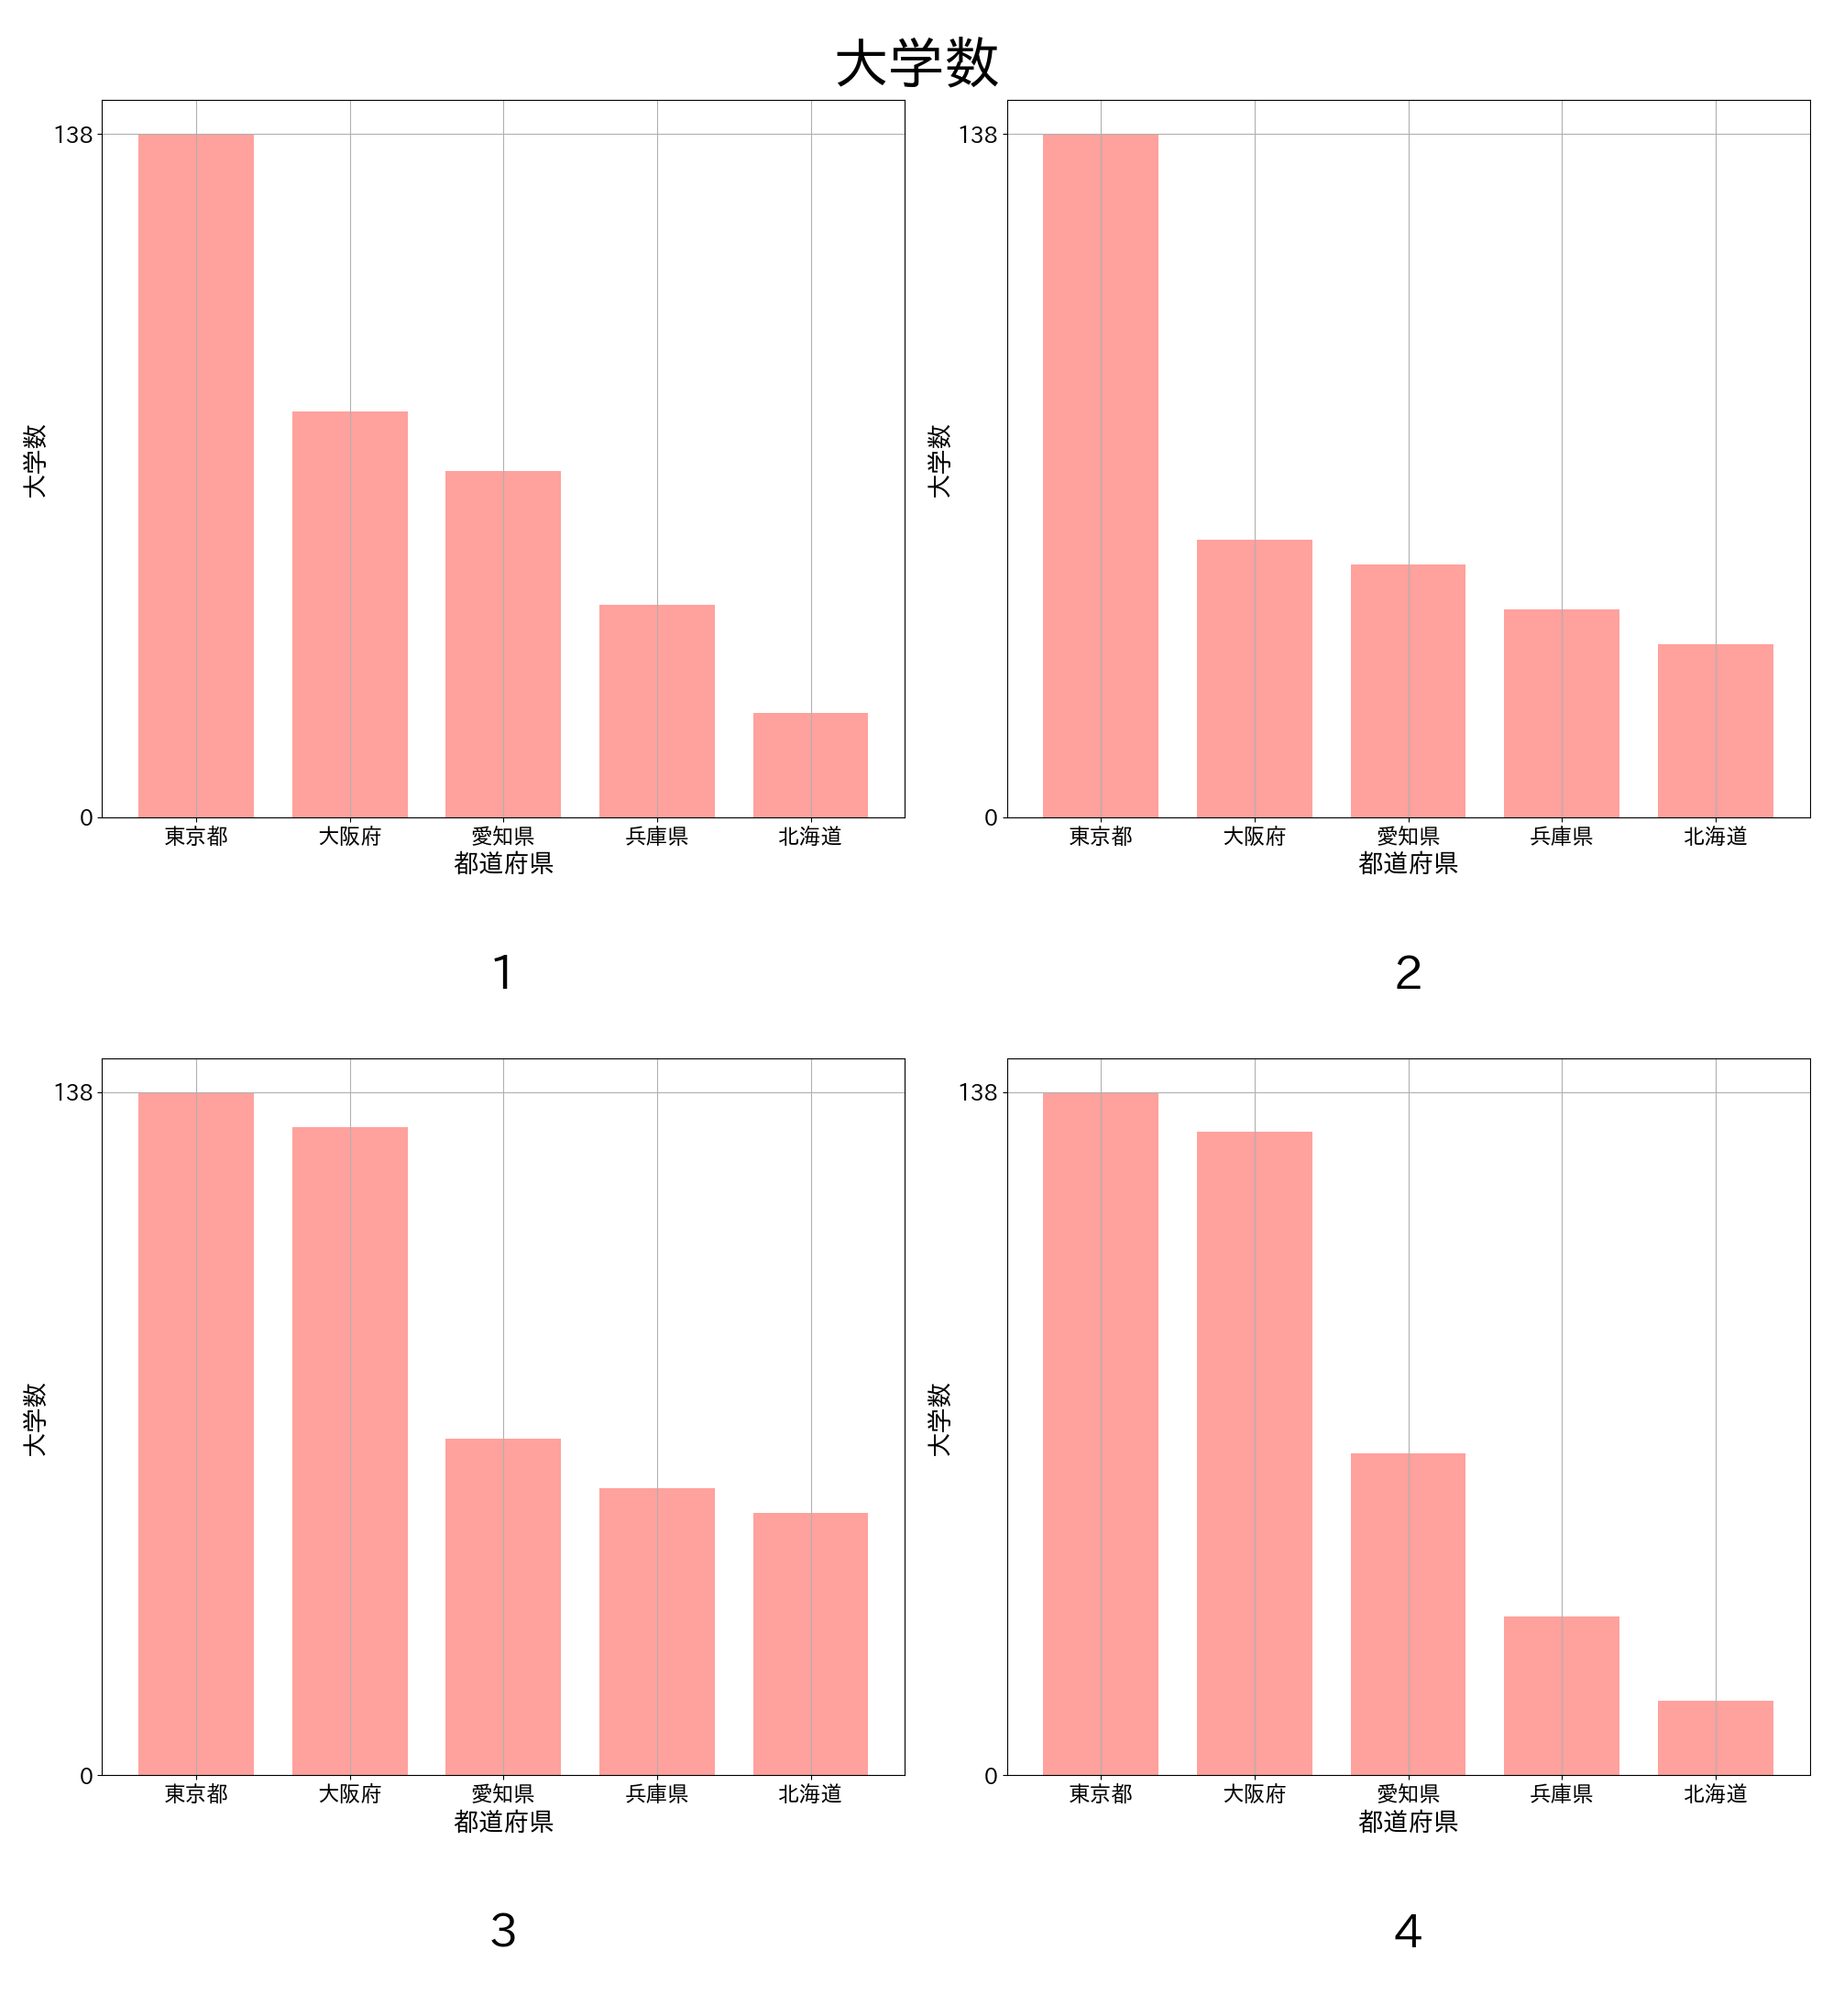 大学数
138
0
大学数
東京都 大阪府 愛知県 兵庫県 北海道
都道府県
1
138
0
大学数
東京都 大阪府 愛知県 兵庫県 北海道
都道府県
2
138
0
大学数
東京都 大阪府 愛知県 兵庫県 北海道
都道府県
3
138
0
大学数
東京都 大阪府 愛知県 兵庫県 北海道
都道府県
4